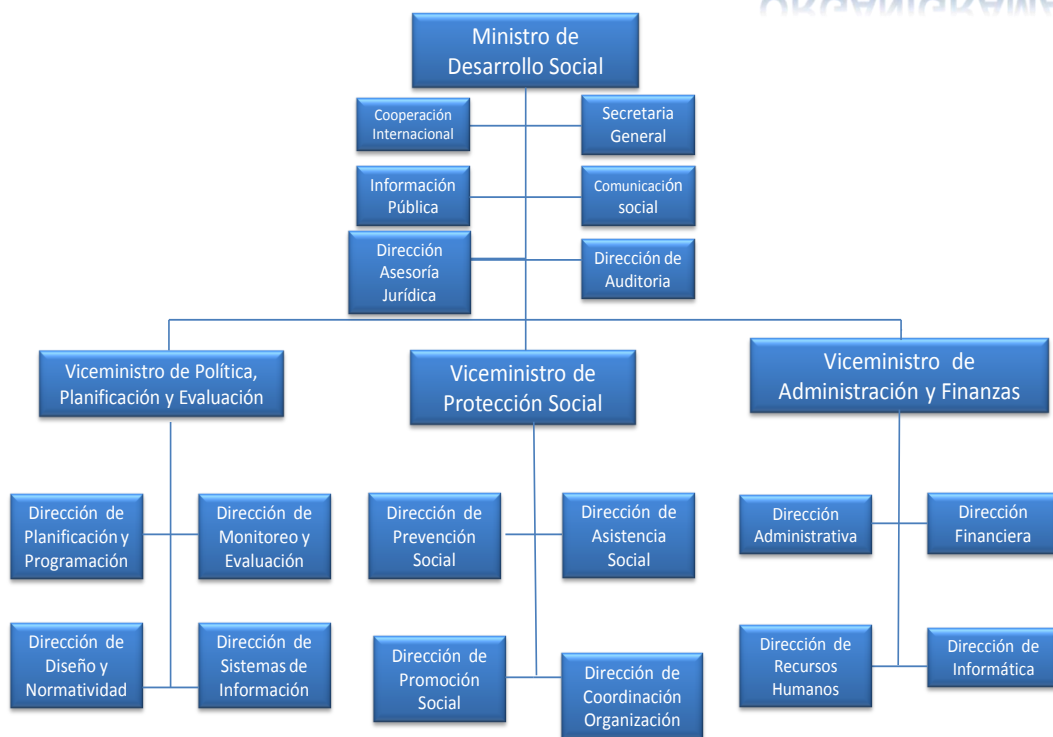 ORGANIGRAMA
Ministro de
Desarrollo Social
Cooperación
Internacional
Secretaria
General
Información
Pública
Comunicación
social
Dirección
Asesoría
Jurídica
Dirección de
Auditoria
Viceministro de Política,
Planificación y Evaluación
Viceministro de
Protección Social
Viceministro de
Administración y Finanzas
Dirección de
Planificación y
Programación
Dirección de
Monitoreo y
Evaluación
Dirección de
Prevención
Social
Dirección de
Asistencia
Social
Dirección
Administrativa
Dirección
Financiera
Dirección de
Diseño y
Normatividad
Dirección de
Sistemas de
Información
Dirección de
Promoción
Social
Dirección de
Coordinación
Organización
Dirección de
Recursos
Humanos
Dirección de
Informática